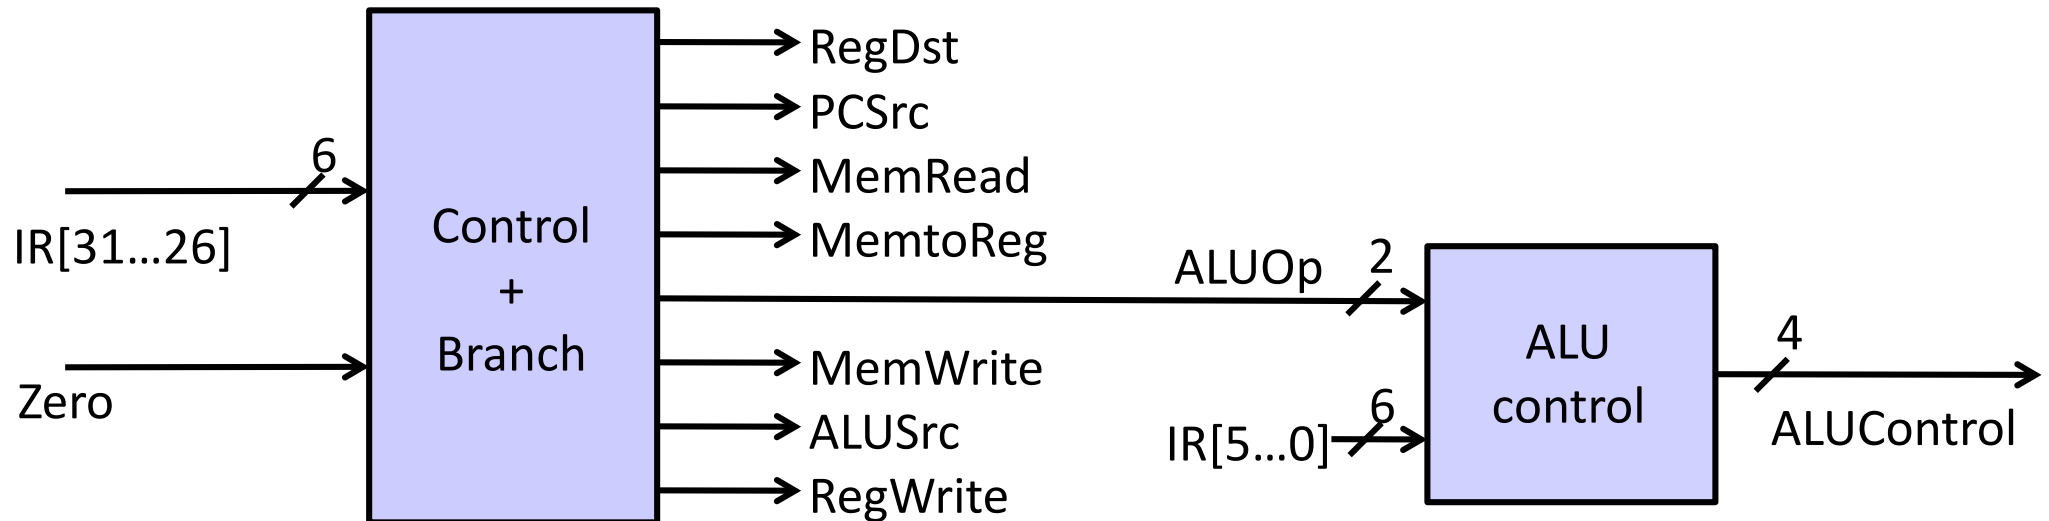 6
IR[31...26]
Zero
Control
+
Branch
RegDst
PCSrc
MemRead
MemtoReg
ALUOp
2
MemWrite
ALUSrc
RegWrite
IR[5...0]
6
ALU
control
4
ALUControl